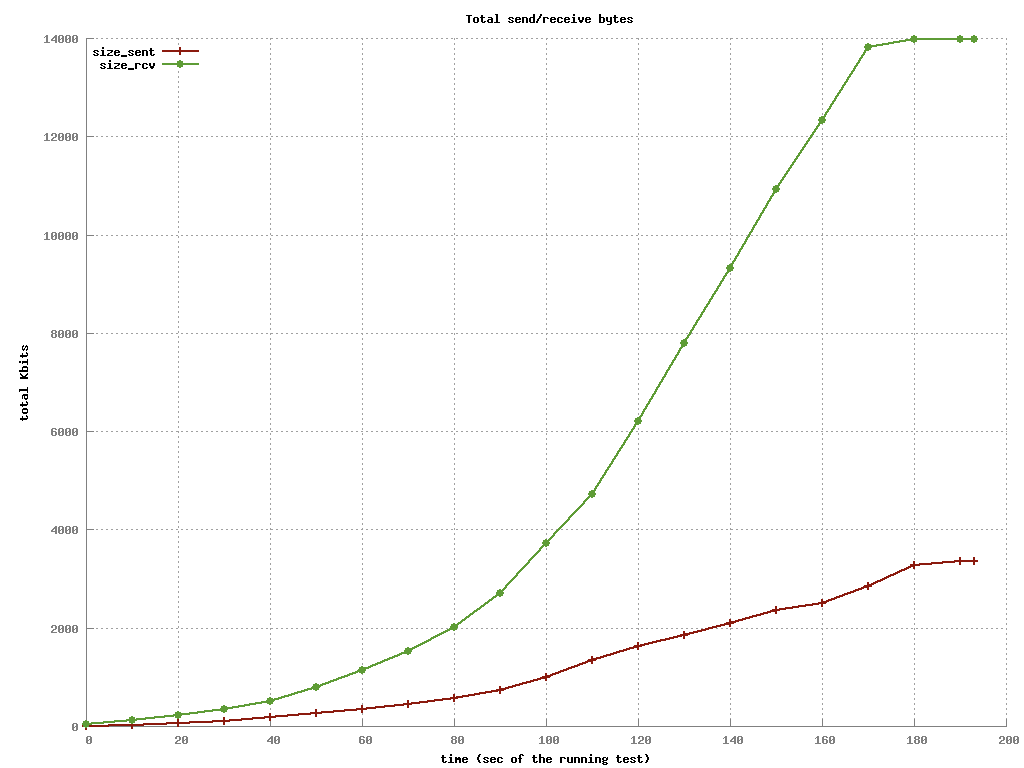 Total send/receive bytes
size_sent
size_rcv
14000
12000
10000
8000
6000
4000
2000
0
total Kbits
0 20 40 60 80 100 120 140 160 180 200
time (sec of the running test)